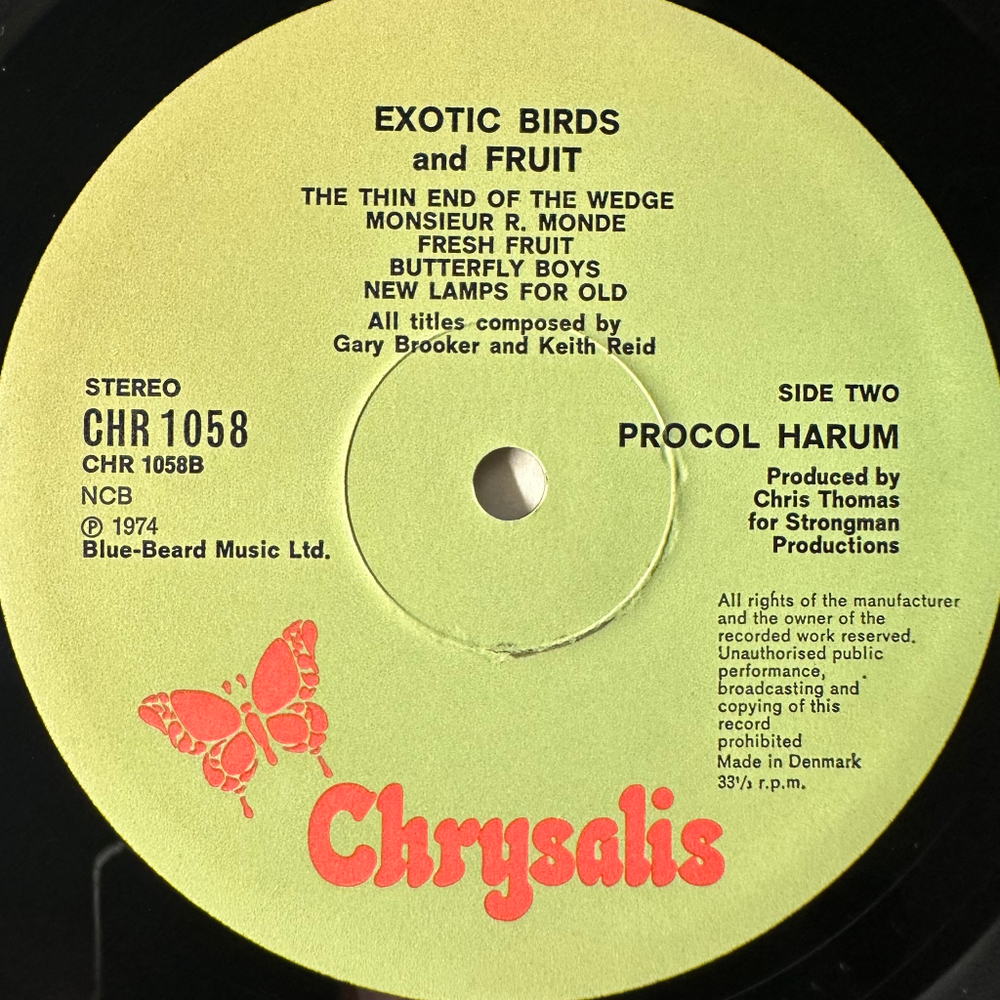 EXOTIC BIRDS
and FRUIT
THE THIN END OF THE WEDGE
MONSIEUR R. MONDE
FRESH FRUIT
BUTTERFLY BOYS
NEW LAMPS FOR OLD
All titles composed by
Gary Brooker and Keith Reid
STEREO
CHR 1058
CHR 1058B
NCB
℗ 1974
Blue-Beard Music Ltd.
SIDE TWO
PROCOL HARUM
Produced by
Chris Thomas
for Strongman
Productions
All rights of the manufacturer
and the owner of the
recorded work reserved.
Unauthorised public
performance,
broadcasting and
copying of this
record
prohibited
Made in Denmark
33⅓ r.p.m.
Chrysalis